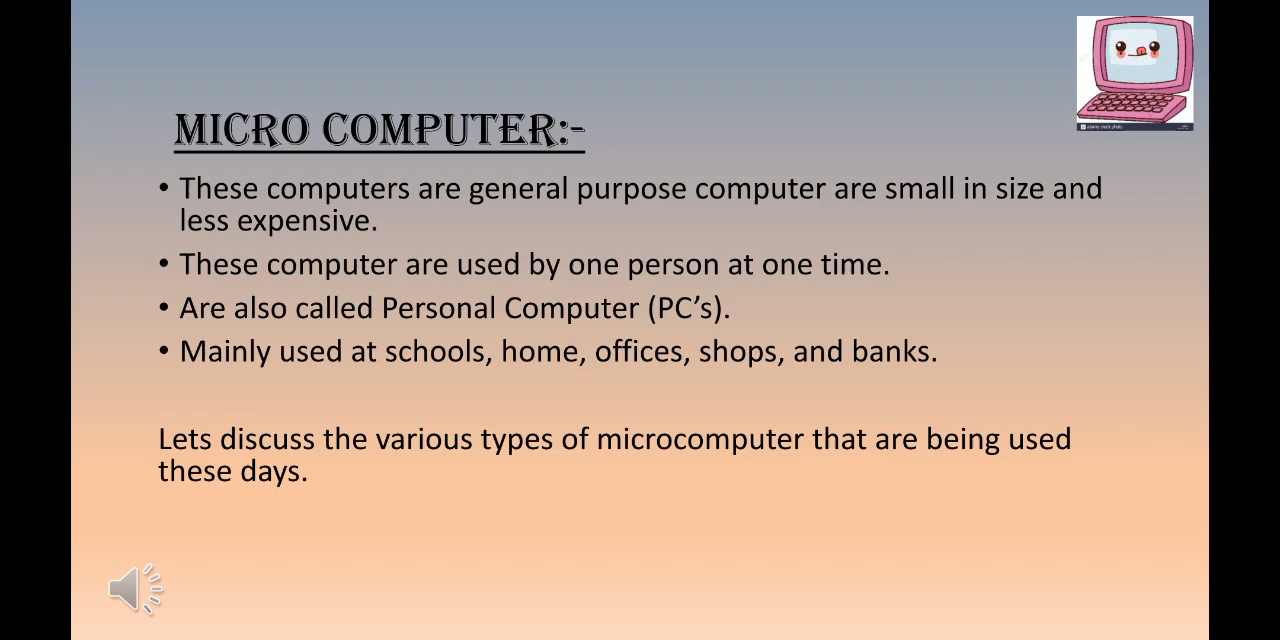 MICRO COMPUTER:-
• These computers are general purpose computer are small in size and
less expensive.
• These computer are used by one person at one time.
• Are also called Personal Computer (PC’s).
• Mainly used at schools, home, offices, shops, and banks.
Lets discuss the various types of microcomputer that are being used
these days.